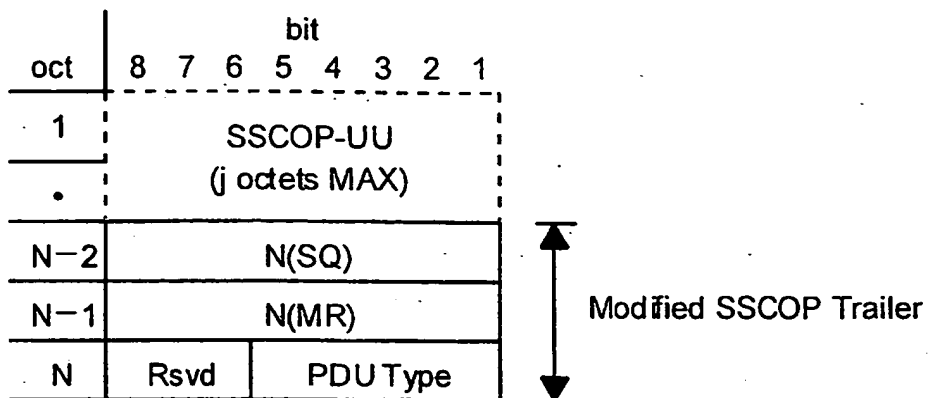 bit
oct 8 7 6 5 4 3 2 1
1 SSCOP-UU
(j octets MAX)
•
N-2 N(SQ)
N-1 N(MR) Modified SSCOP Trailer
N Rsvd PDU Type